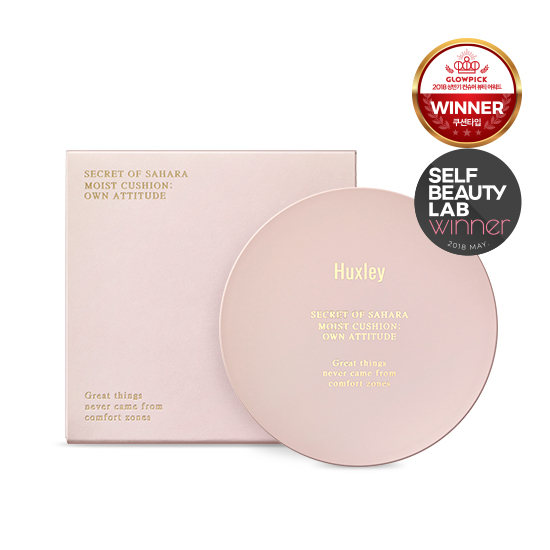 GLOWPICK
2018 상반기 컨슈머 뷰티 어워드
WINNER
쿠션타입
SELF
BEAUTY
LAB
winner
2018 MAY.
SECRET OF SAHARA
MOIST CUSHION;
OWN ATTITUDE
Great things
never came from
comfort zones
Huxley
SECRET OF SAHARA
MOIST CUSHION;
OWN ATTITUDE
Great things
never came from
comfort zones